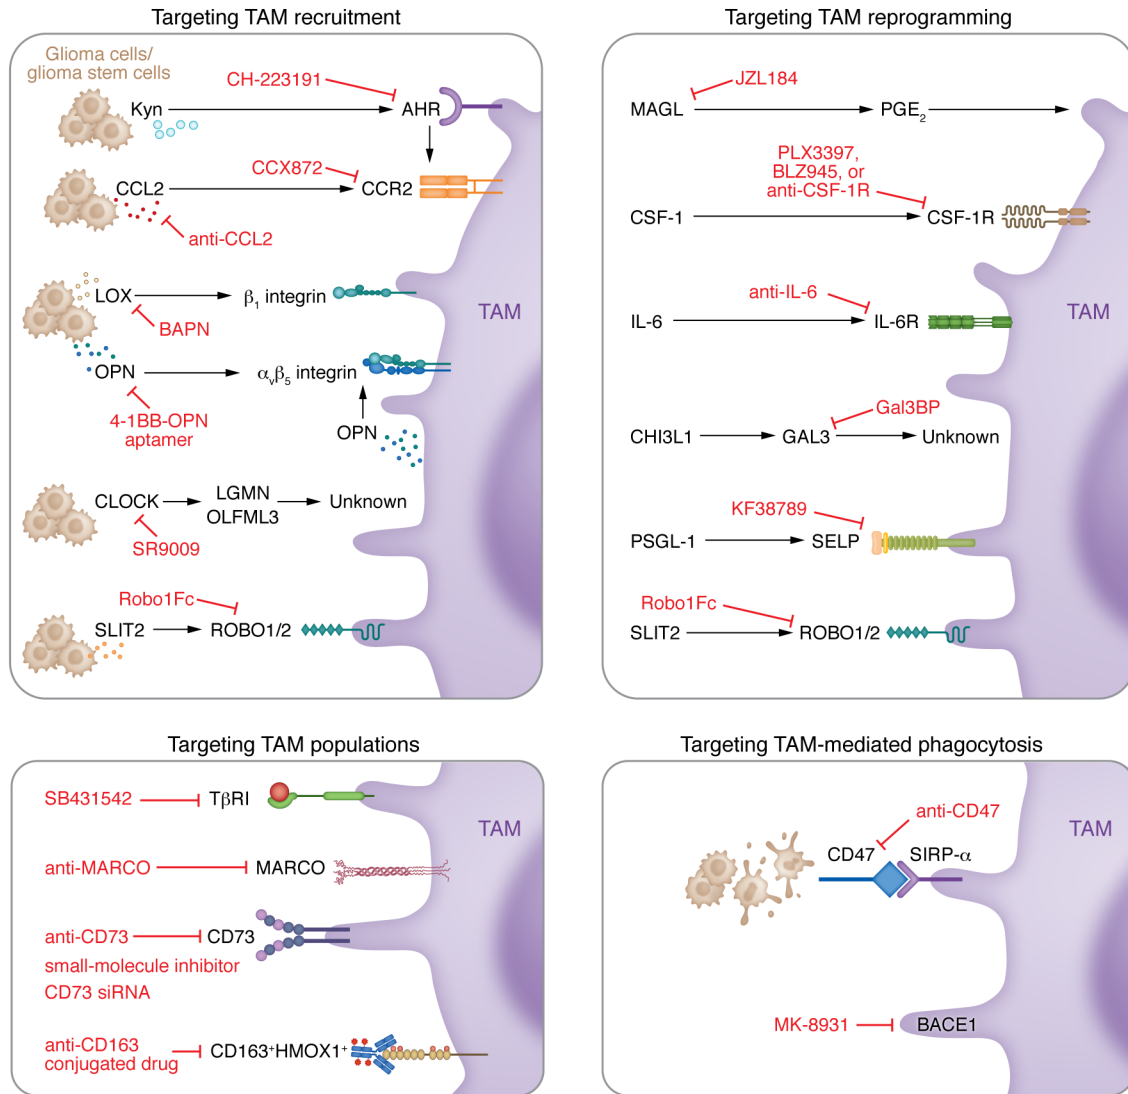 Targeting TAM recruitment
Glioma cells/
glioma stem cells
CH-223191
Kyn
AHR
CCX872
CCL2
CCR2
anti-CCL2
LOX
β1 integrin
BAPN
TAM
OPN
αvβ5 integrin
4-1BB-OPN
aptamer
OPN
CLOCK
LGMN
OLFML3
Unknown
SR9009
Robo1Fc
SLIT2
ROBO1/2
Targeting TAM reprogramming
JZL184
MAGL
PGE2
PLX3397,
BLZ945, or
anti-CSF-1R
CSF-1
CSF-1R
anti-IL-6
TAM
IL-6
IL-6R
Gal3BP
CHI3L1
GAL3
Unknown
KF38789
PSGL-1
SELP
Robo1Fc
SLIT2
ROBO1/2
Targeting TAM populations
SB431542
TβRI
TAM
anti-MARCO
MARCO
anti-CD73
CD73
small-molecule inhibitor
CD73 siRNA
anti-CD163
conjugated drug
CD163+HMOX1+
Targeting TAM-mediated phagocytosis
anti-CD47
TAM
CD47
SIRP-α
MK-8931
BACE1